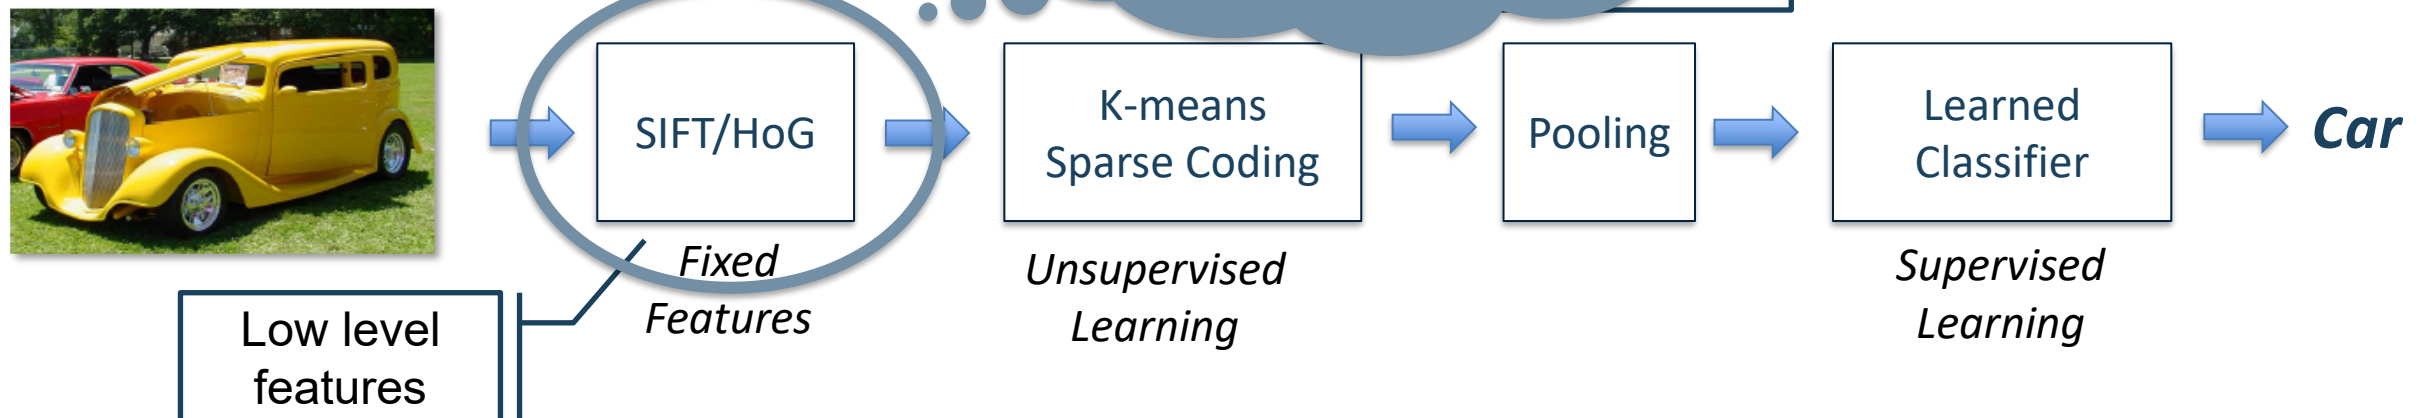 SIFT/HoG
K-means
Sparse Coding
Pooling
Learned
Classifier
Car
Fixed
Features
Unsupervised
Learning
Supervised
Learning
Low level
features